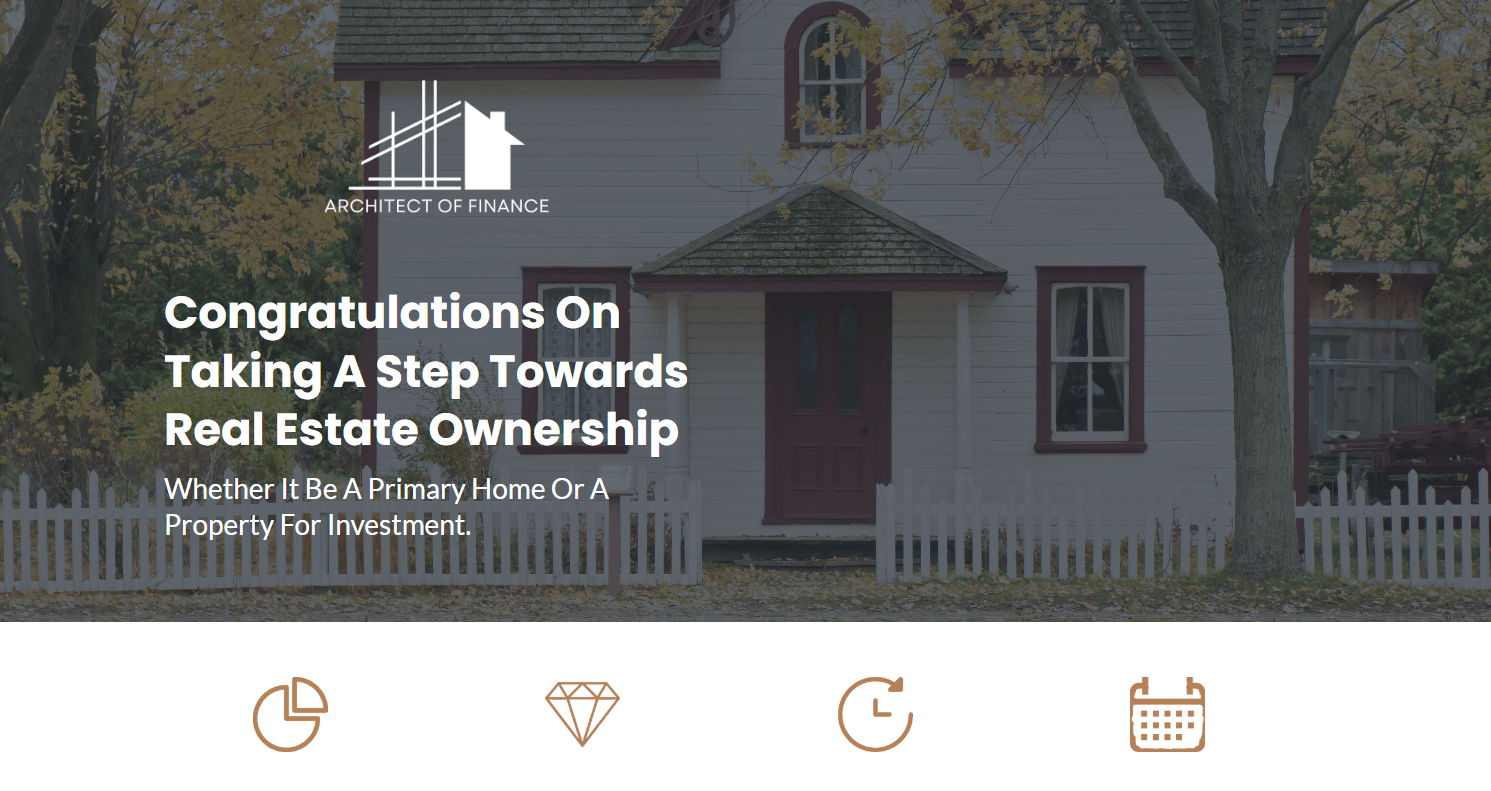 ARCHITECT OF FINANCE
Congratulations On
Taking A Step Towards
Real Estate Ownership
Whether It Be A Primary Home Or A
Property For Investment.